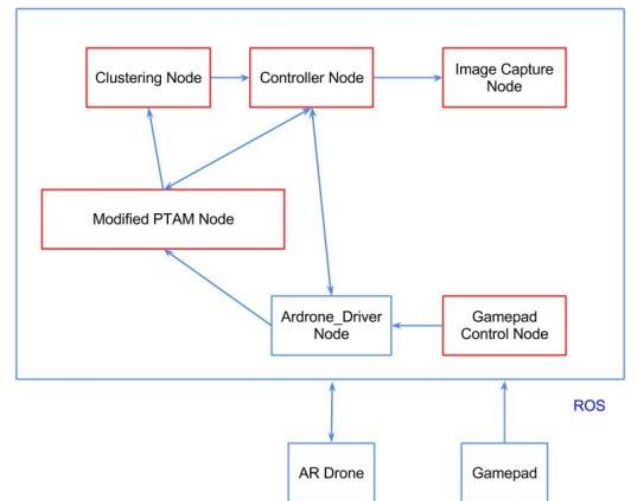 Clustering Node
Controller Node
Image Capture
Node
Modified PTAM Node
Ardrone_Driver
Node
Gamepad
Control Node
ROS
AR Drone
Gamepad